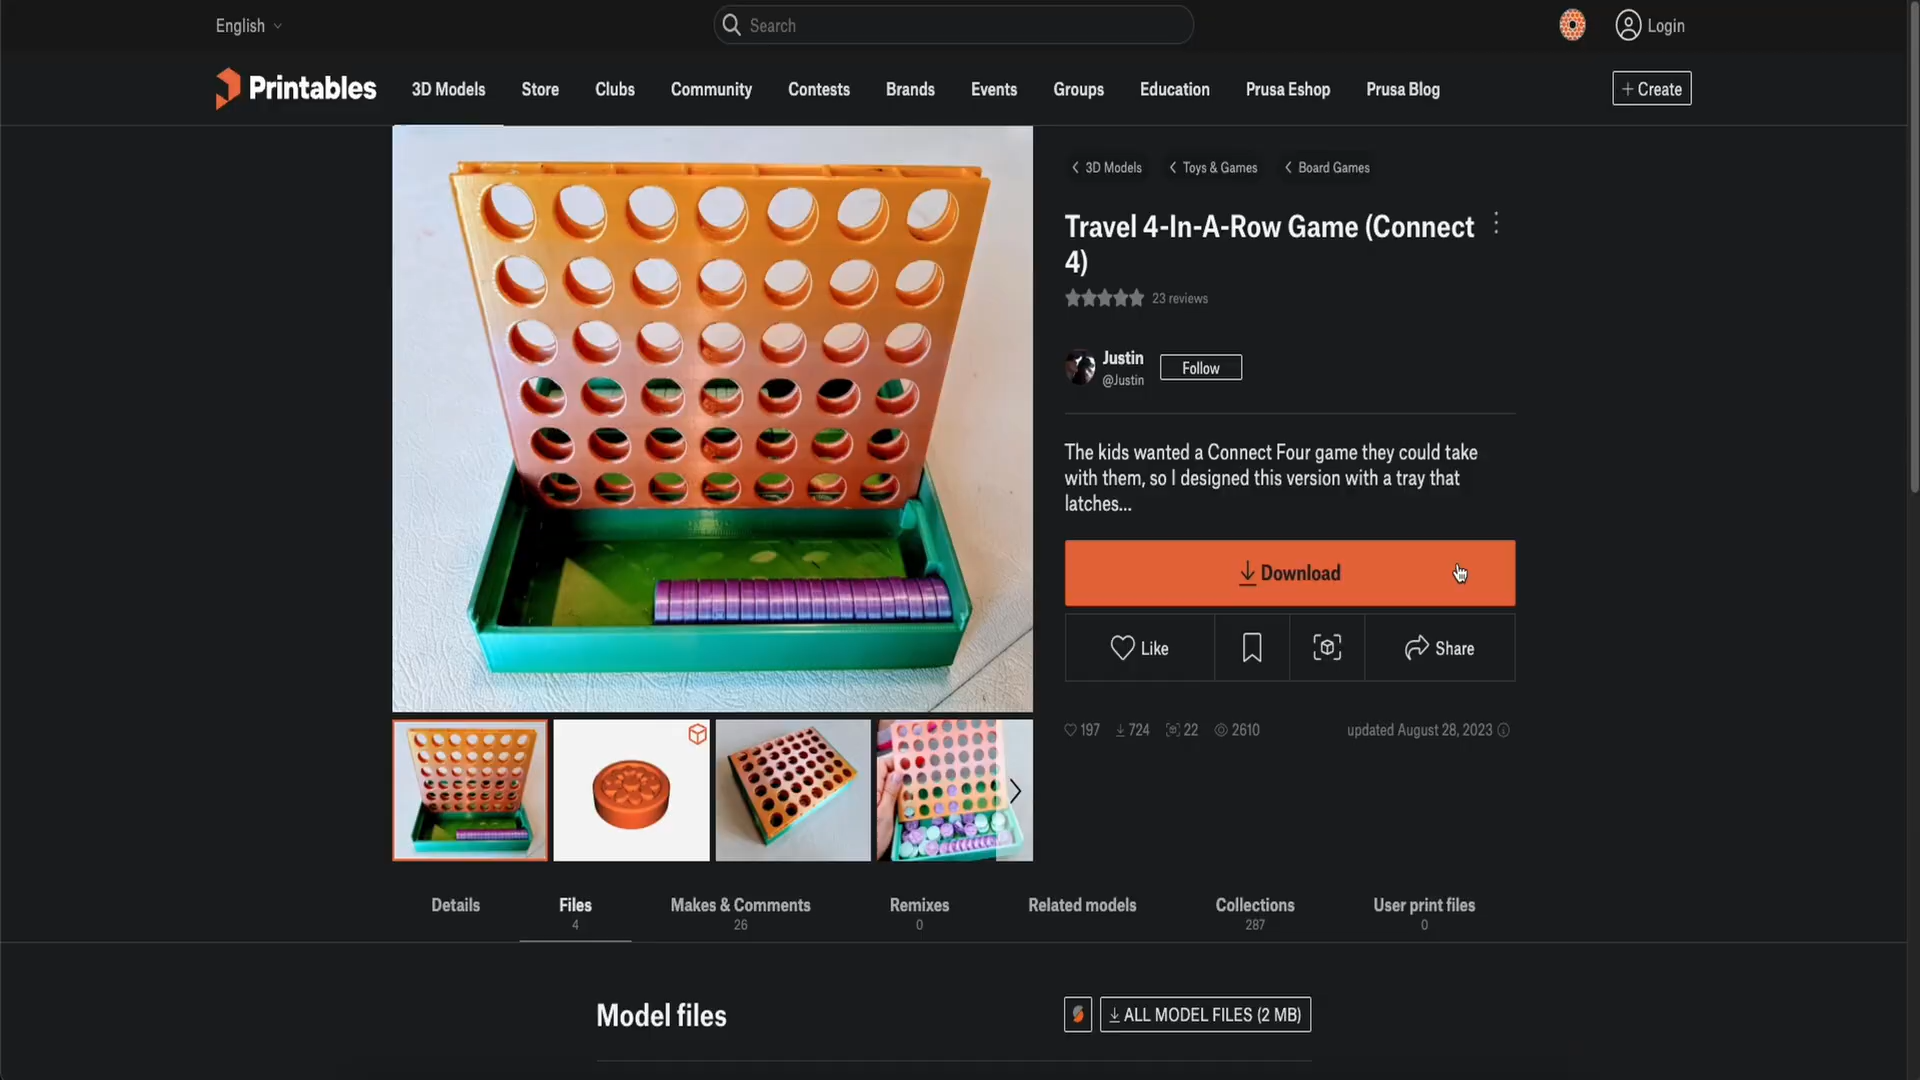 English
Search
Login
Printables
3D Models
Store
Clubs
Community
Contests
Brands
Events
Groups
Education
Prusa Eshop
Prusa Blog
+ Create
3D Models
Toys & Games
Board Games
Travel 4-In-A-Row Game (Connect
4)
23 reviews
Justin
@Justin
Follow
The kids wanted a Connect Four game they could take
with them, so I designed this version with a tray that
latches...
Download
Like
Share
197
724
22
2610
updated August 28, 2023
Details
Files
4
Makes & Comments
26
Remixes
0
Related models
Collections
287
User print files
0
Model files
ALL MODEL FILES (2 MB)